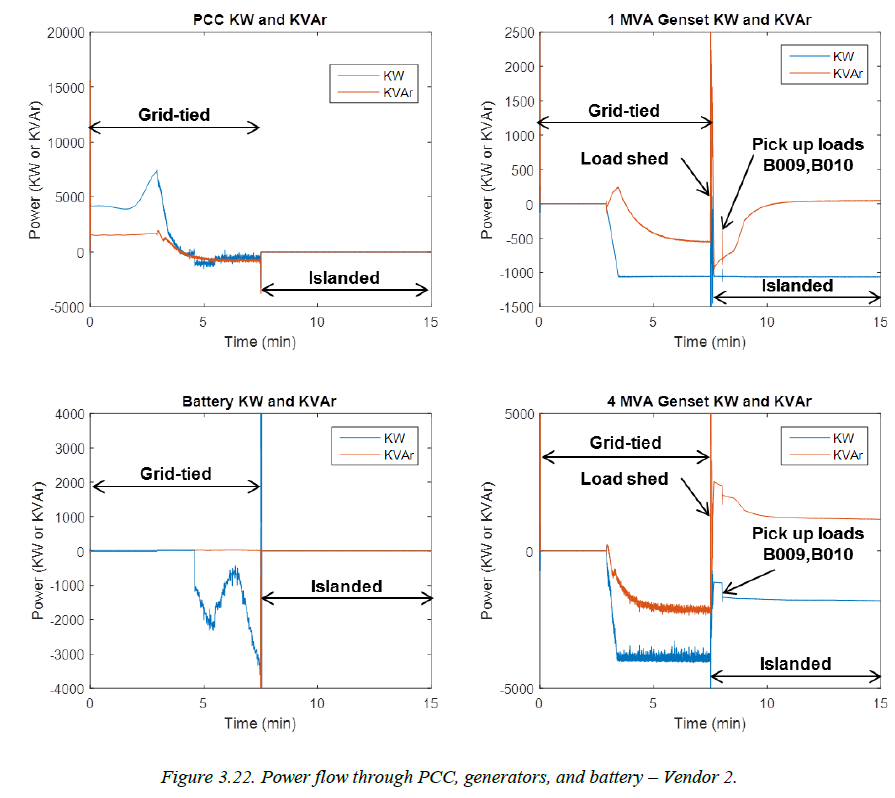 PCC KW and KVAr
20000
15000
10000
5000
0
-5000
Power (KW or KVAr)
KW
KVAr
Grid-tied
Islanded
0 5 10 15
Time (min)
1 MVA Genset KW and KVAr
2500
2000
1500
1000
500
0
-500
-1000
-1500
Power (KW or KVAr)
KW
KVAr
Grid-tied
Load shed
Pick up loads
B009,B010
Islanded
0 5 10 15
Time (min)
Battery KW and KVAr
4000
3000
2000
1000
0
-1000
-2000
-3000
-4000
Power (KW or KVAr)
KW
KVAr
Grid-tied
Islanded
0 5 10 15
Time (min)
4 MVA Genset KW and KVAr
5000
0
-5000
Power (KW or KVAr)
KW
KVAr
Grid-tied
Load shed
Pick up loads
B009,B010
Islanded
0 5 10 15
Time (min)
Figure 3.22. Power flow through PCC, generators, and battery – Vendor 2.